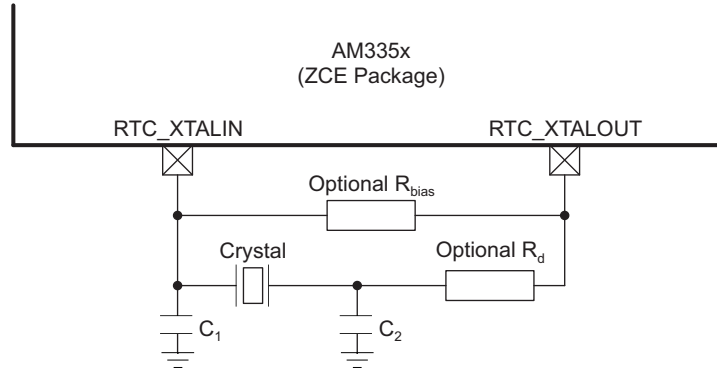 AM335x
(ZCE Package)
RTC_XTALIN
RTC_XTALOUT
Optional Rbias
Crystal
Optional Rd
C1
C2